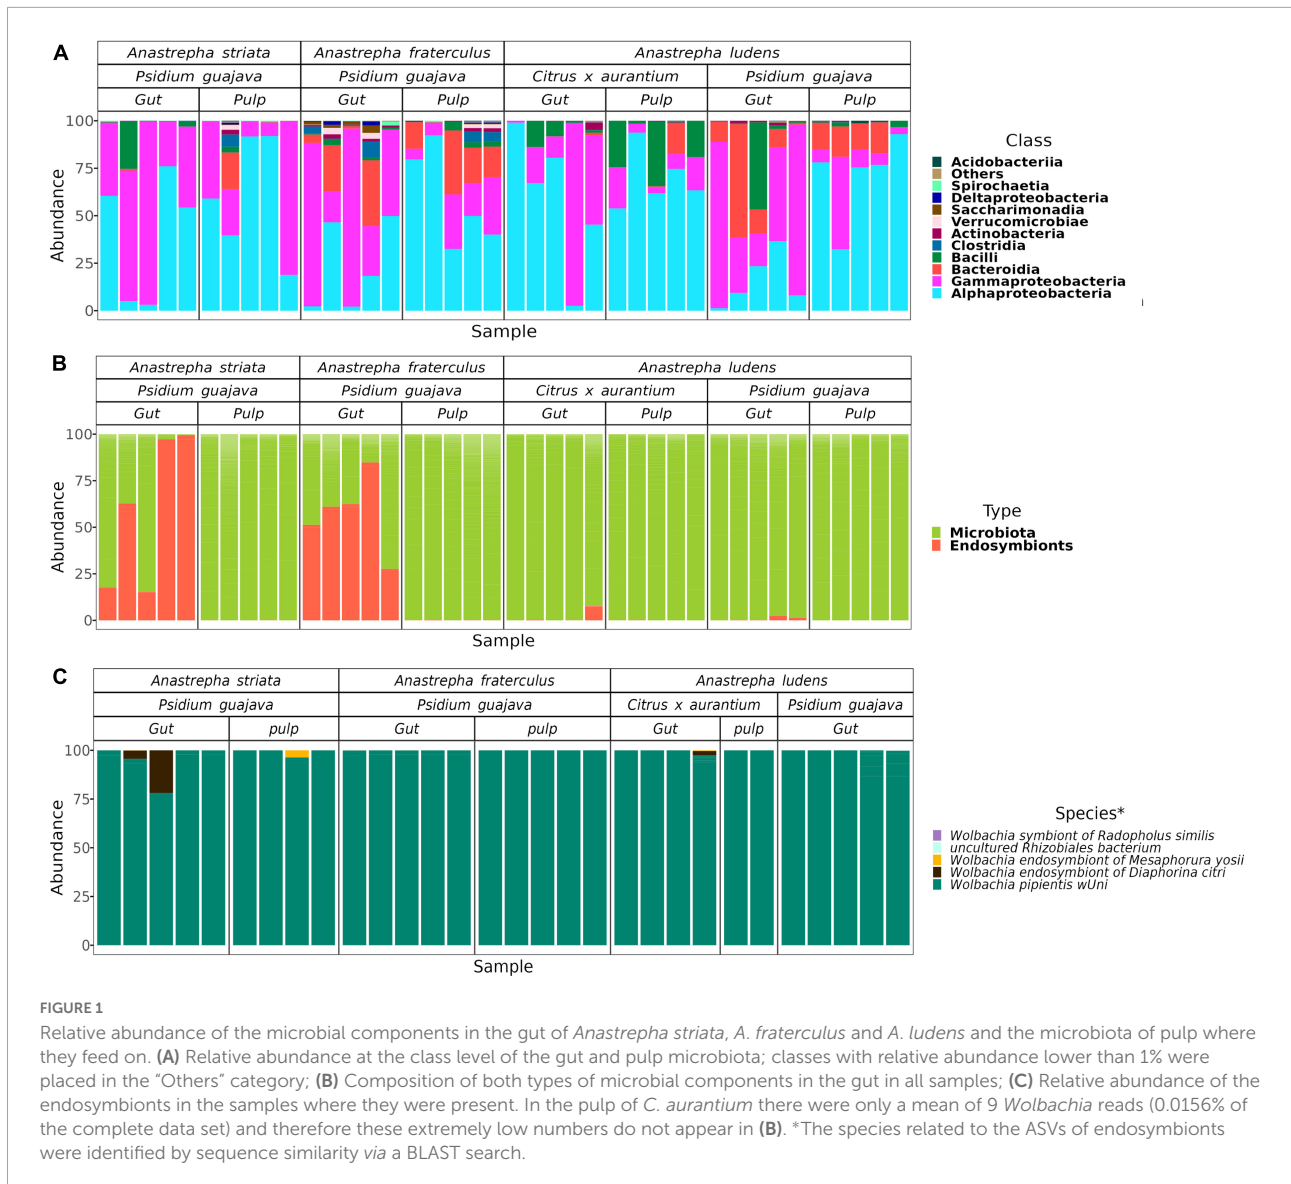 A
Anastrepha striata Anastrepha fraterculus Anastrepha ludens
Psidium guajava Psidium guajava Citrus x aurantium Psidium guajava
Gut Pulp Gut Pulp Gut Pulp Gut Pulp
100
75
50
25
0
Abundance
Sample
Class
Acidobacteriia
Others
Spirochaetia
Deltaproteobacteria
Saccharimonadia
Verrucomicrobiae
Actinobacteria
Clostridia
Bacilli
Bacteroidia
Gammaproteobacteria
Alphaproteobacteria
B
Anastrepha striata Anastrepha fraterculus Anastrepha ludens
Psidium guajava Psidium guajava Citrus x aurantium Psidium guajava
Gut Pulp Gut Pulp Gut Pulp Gut Pulp
100
75
50
25
0
Abundance
Sample
Type
Microbiota
Endosymbionts
C
Anastrepha striata Anastrepha fraterculus Anastrepha ludens
Psidium guajava Psidium guajava Citrus x aurantium Psidium guajava
Gut pulp Gut pulp Gut pulp Gut
100
75
50
25
0
Abundance
Sample
Species*
Wolbachia symbiont of Radopholus similis
uncultured Rhizobiales bacterium
Wolbachia endosymbiont of Mesaphorura yosii
Wolbachia endosymbiont of Diaphorina citri
Wolbachia pipientis wUni
FIGURE 1
Relative abundance of the microbial components in the gut of Anastrepha striata, A. fraterculus and A. ludens and the microbiota of pulp where
they feed on. (A) Relative abundance at the class level of the gut and pulp microbiota; classes with relative abundance lower than 1% were
placed in the “Others” category; (B) Composition of both types of microbial components in the gut in all samples; (C) Relative abundance of the
endosymbionts in the samples where they were present. In the pulp of C. aurantium there were only a mean of 9 Wolbachia reads (0.0156% of
the complete data set) and therefore these extremely low numbers do not appear in (B). *The species related to the ASVs of endosymbionts
were identified by sequence similarity via a BLAST search.